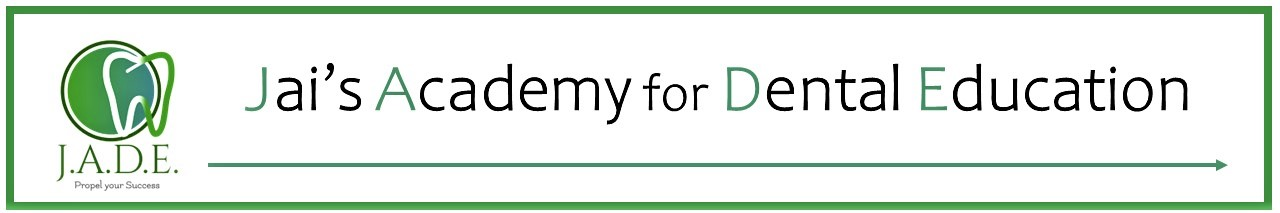 Jai's Academy for Dental Education
J.A.D.E.
Propel your Success